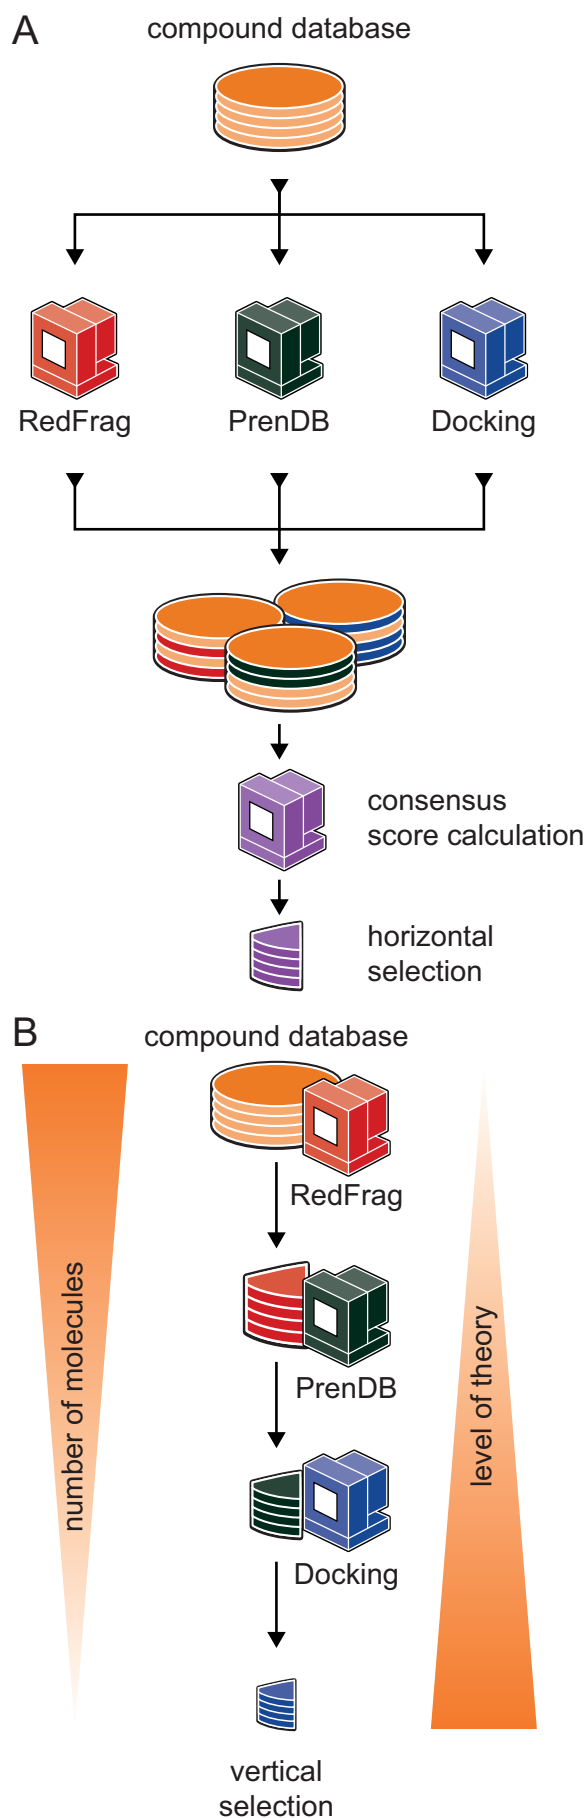 A
compound database
RedFrag
PrenDB
Docking
consensus
score calculation
horizontal
selection
B
compound database
RedFrag
number of molecules
PrenDB
level of theory
Docking
vertical
selection